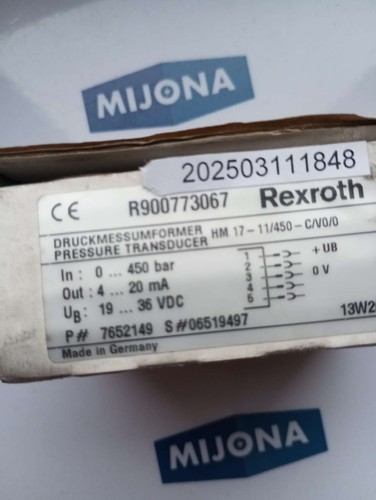 MIJONA
202503111848
CE R900773067 Rexroth
DRUCKMESSUMFORMER HM 17-11/450-C/V0/0
PRESSURE TRANSDUCER
In : 0 ... 450 bar
Out : 4 ... 20 mA
UB: 19 ... 36 VDC
1 + UB
2 0 V
3
4
5
P# 7652149 S#06519497 13W2
Made in Germany
MIJONA